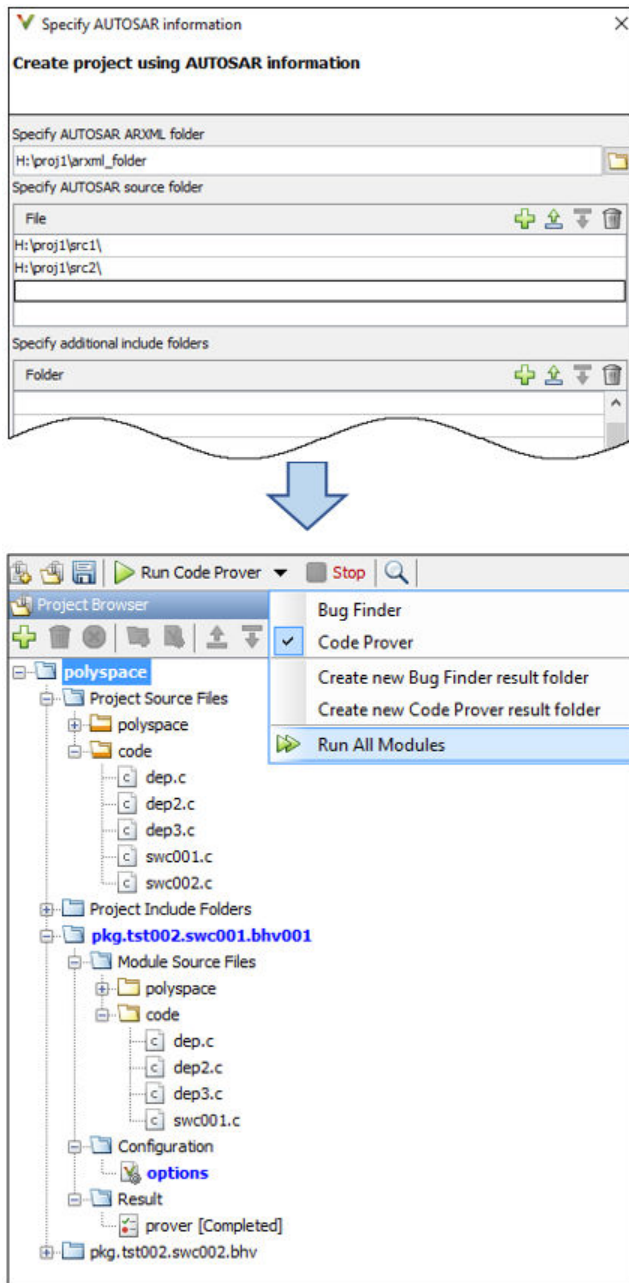 Specify AUTOSAR information
Create project using AUTOSAR information
Specify AUTOSAR ARXML folder
H:\proj1\arxml_folder
Specify AUTOSAR source folder
File
H:\proj1\src1\
H:\proj1\src2\
Specify additional include folders
Folder
Run Code Prover Stop
Project Browser
Bug Finder
Code Prover
Create new Bug Finder result folder
Create new Code Prover result folder
Run All Modules
polyspace
Project Source Files
polyspace
code
c dep.c
c dep2.c
c dep3.c
c swc001.c
c swc002.c
Project Include Folders
pkg.tst002.swc001.bhv001
Module Source Files
polyspace
code
c dep.c
c dep2.c
c dep3.c
c swc001.c
Configuration
options
Result
prover [Completed]
pkg.tst002.swc002.bhv